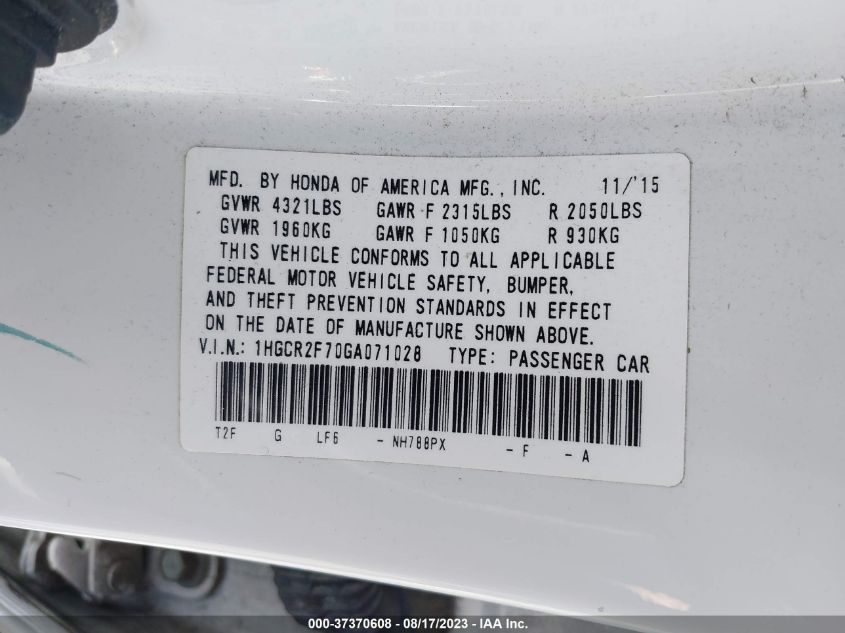 MFD. BY HONDA OF AMERICA MFG., INC. 11/'15
GVWR 4321LBS GAWR F 2315LBS R 2050LBS
GVWR 1960KG GAWR F 1050KG R 930KG
THIS VEHICLE CONFORMS TO ALL APPLICABLE
FEDERAL MOTOR VEHICLE SAFETY, BUMPER,
AND THEFT PREVENTION STANDARDS IN EFFECT
ON THE DATE OF MANUFACTURE SHOWN ABOVE.
V.I.N.: 1HGCR2F70GA071028 TYPE: PASSENGER CAR
T2F G LF6 - NH788PX - F - A
000-37370608 - 08/17/2023 - IAA Inc.